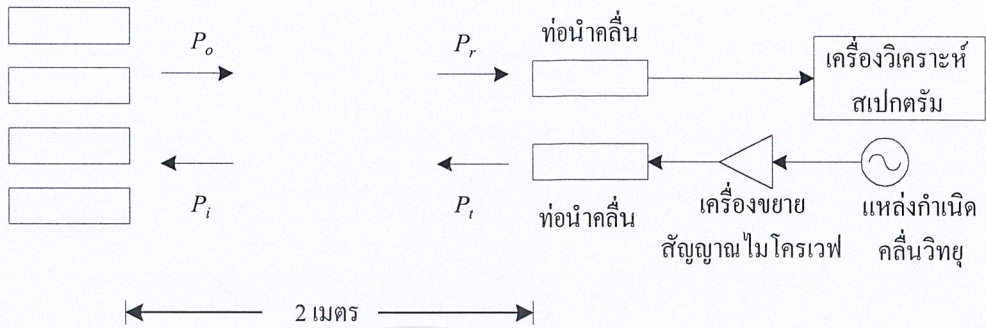 ท่อนำคลื่น
P_o
P_r
เครื่องวิเคราะห์
สเปกตรัม
P_i
P_t
ท่อนำคลื่น
เครื่องขยาย
สัญญาณไมโครเวฟ
แหล่งกำเนิด
คลื่นวิทยุ
2 เมตร